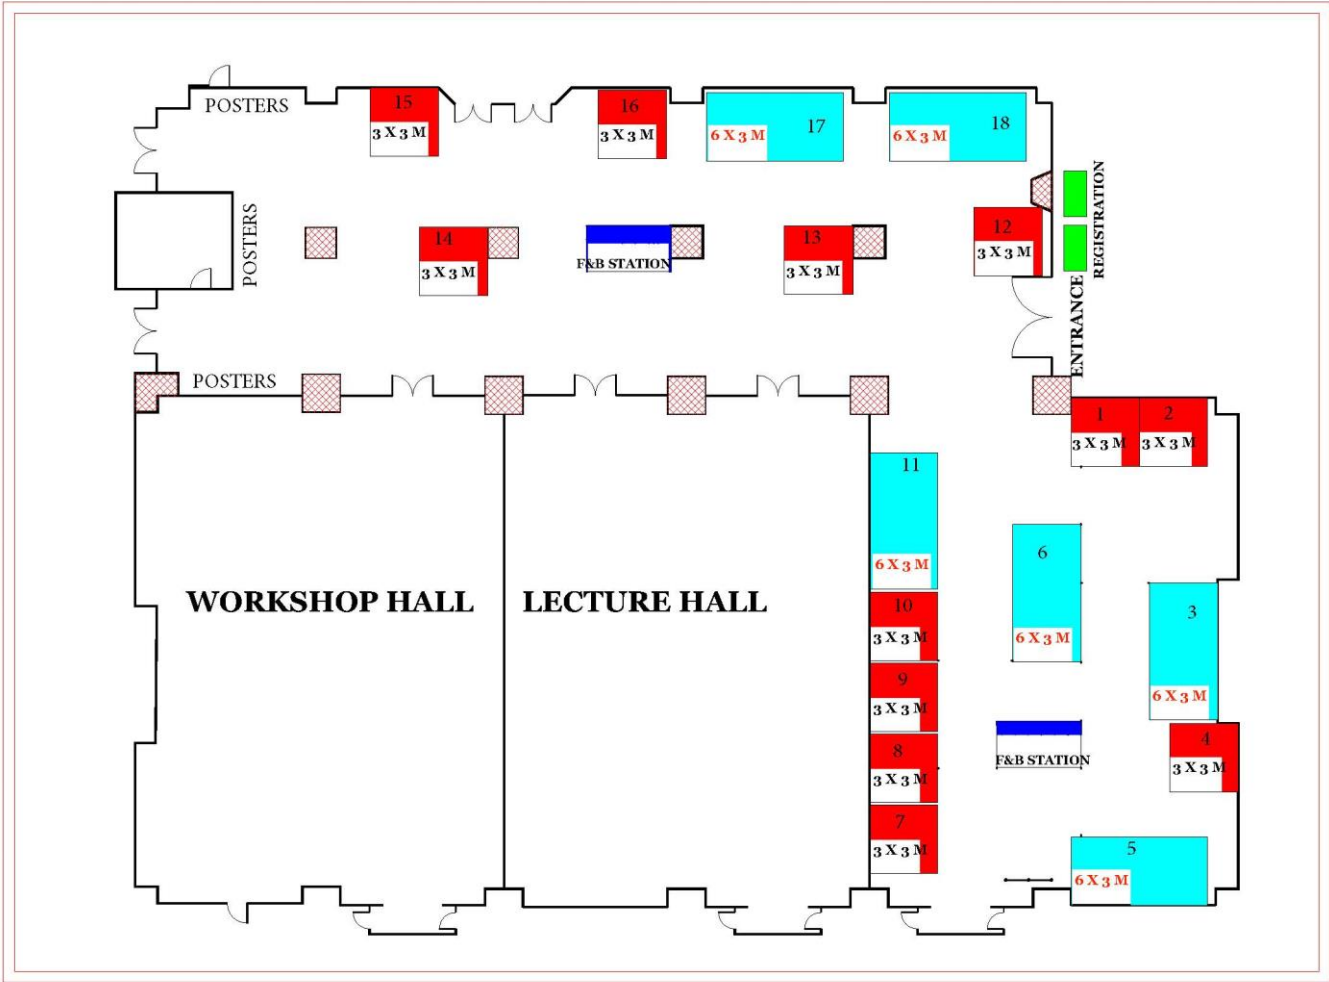 POSTERS
15
3 X 3 M
16
3 X 3 M
6 X 3 M
17
6 X 3 M
18
POSTERS
14
3 X 3 M
F&B STATION
13
3 X 3 M
12
3 X 3 M
REGISTRATION
ENTRANCE
POSTERS
1
3 X 3 M
2
3 X 3 M
11
6 X 3 M
6
6 X 3 M
WORKSHOP HALL
LECTURE HALL
10
3 X 3 M
3
6 X 3 M
9
3 X 3 M
8
3 X 3 M
F&B STATION
4
3 X 3 M
7
3 X 3 M
5
6 X 3 M